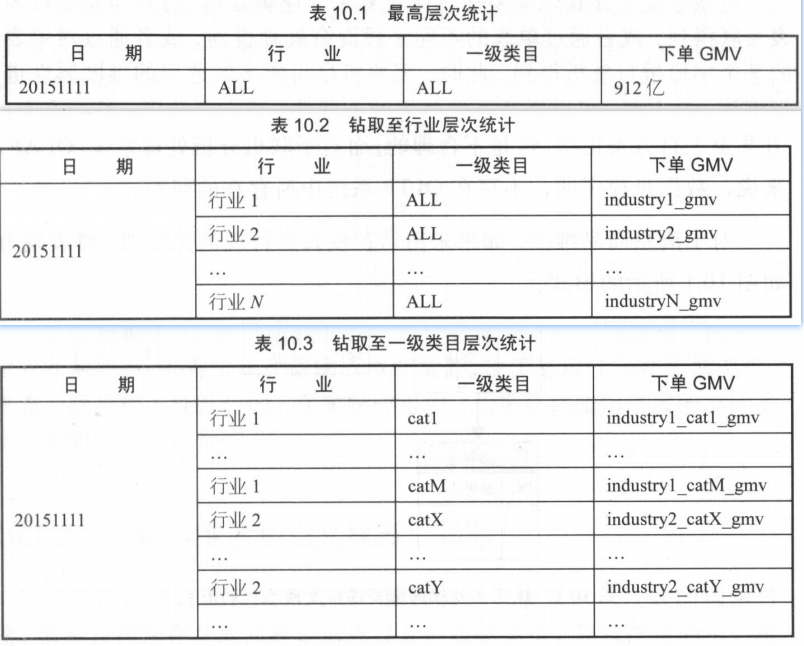 表 10.1 最高层次统计
日 期 行 业 一级类目 下单 GMV
20151111 ALL ALL 912 亿
表 10.2 钻取至行业层次统计
日 期 行 业 一级类目 下单 GMV
行业 1 ALL industry1_gmv
行业 2 ALL industry2_gmv
20151111
… … …
行业 N ALL industryN_gmv
表 10.3 钻取至一级类目层次统计
日 期 行 业 一级类目 下单 GMV
行业 1 cat1 industry1_cat1_gmv
… … …
行业 1 catM industry1_catM_gmv
20151111 行业 2 catX industry2_catX_gmv
… … …
行业 2 catY industry2_catY_gmv
… … …